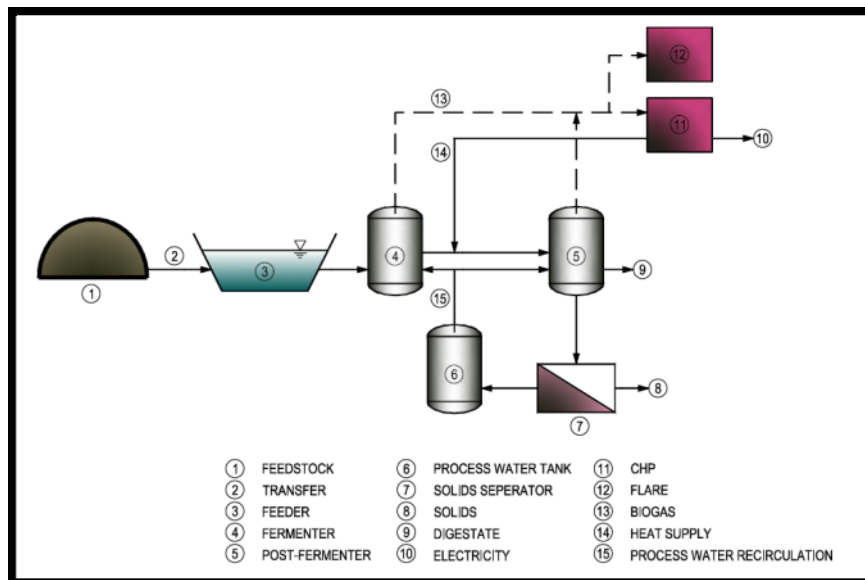 ⑫
⑬
⑪
⑭
⑩
②
③
④
⑤
⑨
①
⑮
⑥
⑧
⑦
① FEEDSTOCK
② TRANSFER
③ FEEDER
④ FERMENTER
⑤ POST-FERMENTER
⑥ PROCESS WATER TANK
⑦ SOLIDS SEPERATOR
⑧ SOLIDS
⑨ DIGESTATE
⑩ ELECTRICITY
⑪ CHP
⑫ FLARE
⑬ BIOGAS
⑭ HEAT SUPPLY
⑮ PROCESS WATER RECIRCULATION